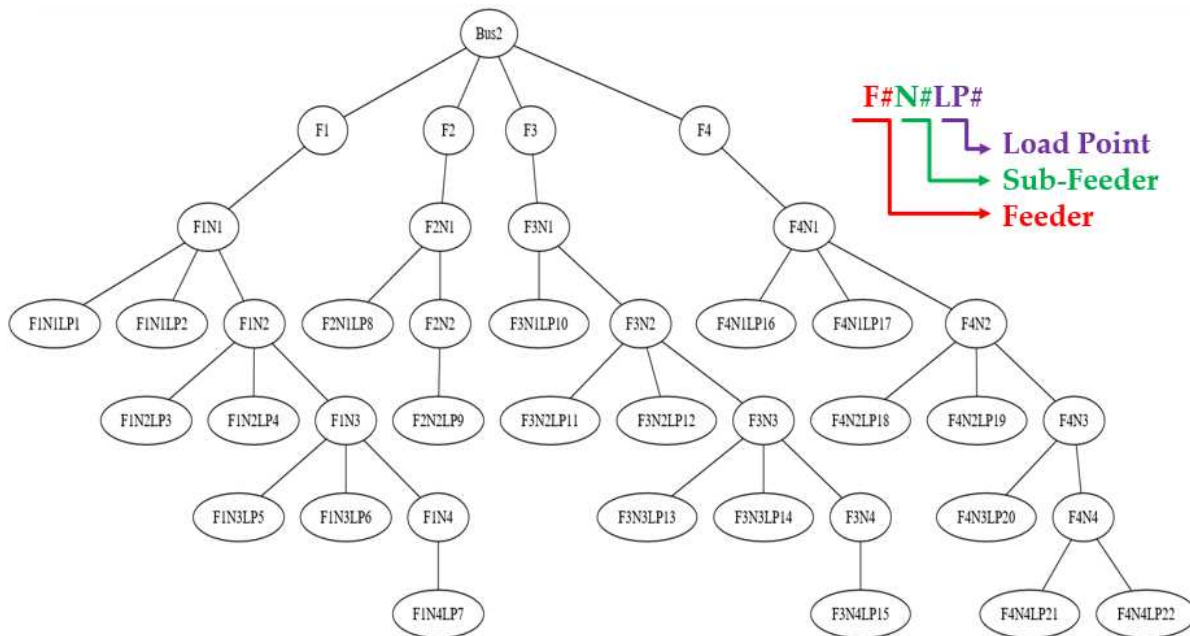 Bus2
F#N#LP#
F1
F2
F3
F4
Load Point
Sub-Feeder
Feeder
F1N1
F2N1
F3N1
F4N1
F1N1LP1
F1N1LP2
F1N2
F2N1LP8
F2N2
F3N1LP10
F3N2
F4N1LP16
F4N1LP17
F4N2
F1N2LP3
F1N2LP4
F1N3
F2N2LP9
F3N2LP11
F3N2LP12
F3N3
F4N2LP18
F4N2LP19
F4N3
F1N3LP5
F1N3LP6
F1N4
F3N3LP13
F3N3LP14
F3N4
F4N3LP20
F4N4
F1N4LP7
F3N4LP15
F4N4LP21
F4N4LP22